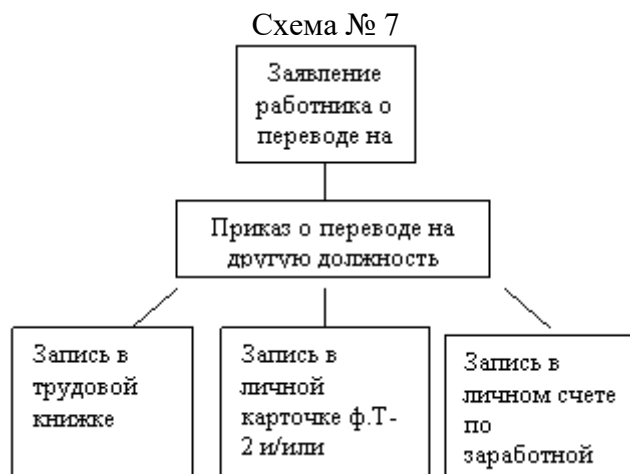 Схема № 7
Заявление
работника о
переводе на
Приказ о переводе на
другую должность
Запись в
трудовой
книжке
Запись в
личной
карточке ф.Т-
2 и/или
Запись в
личном счете
по
заработной